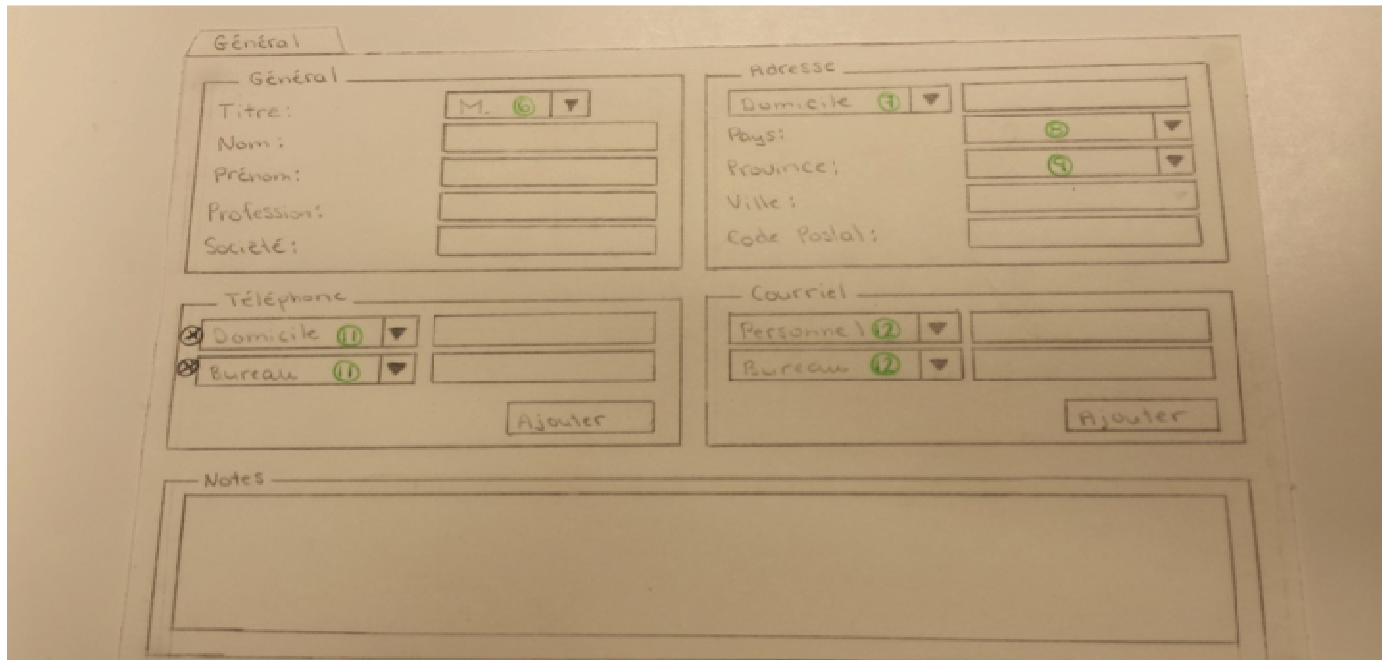 Général
Général
Titre: M. 6
Nom:
Prénom:
Profession:
Société:
Adresse
Domicile 7
Pays: 8
Province: 9
Ville:
Code Postal:
Téléphone
Domicile 11
Bureau 11
Ajouter
Courriel
Personnel 12
Bureau 12
Ajouter
Notes